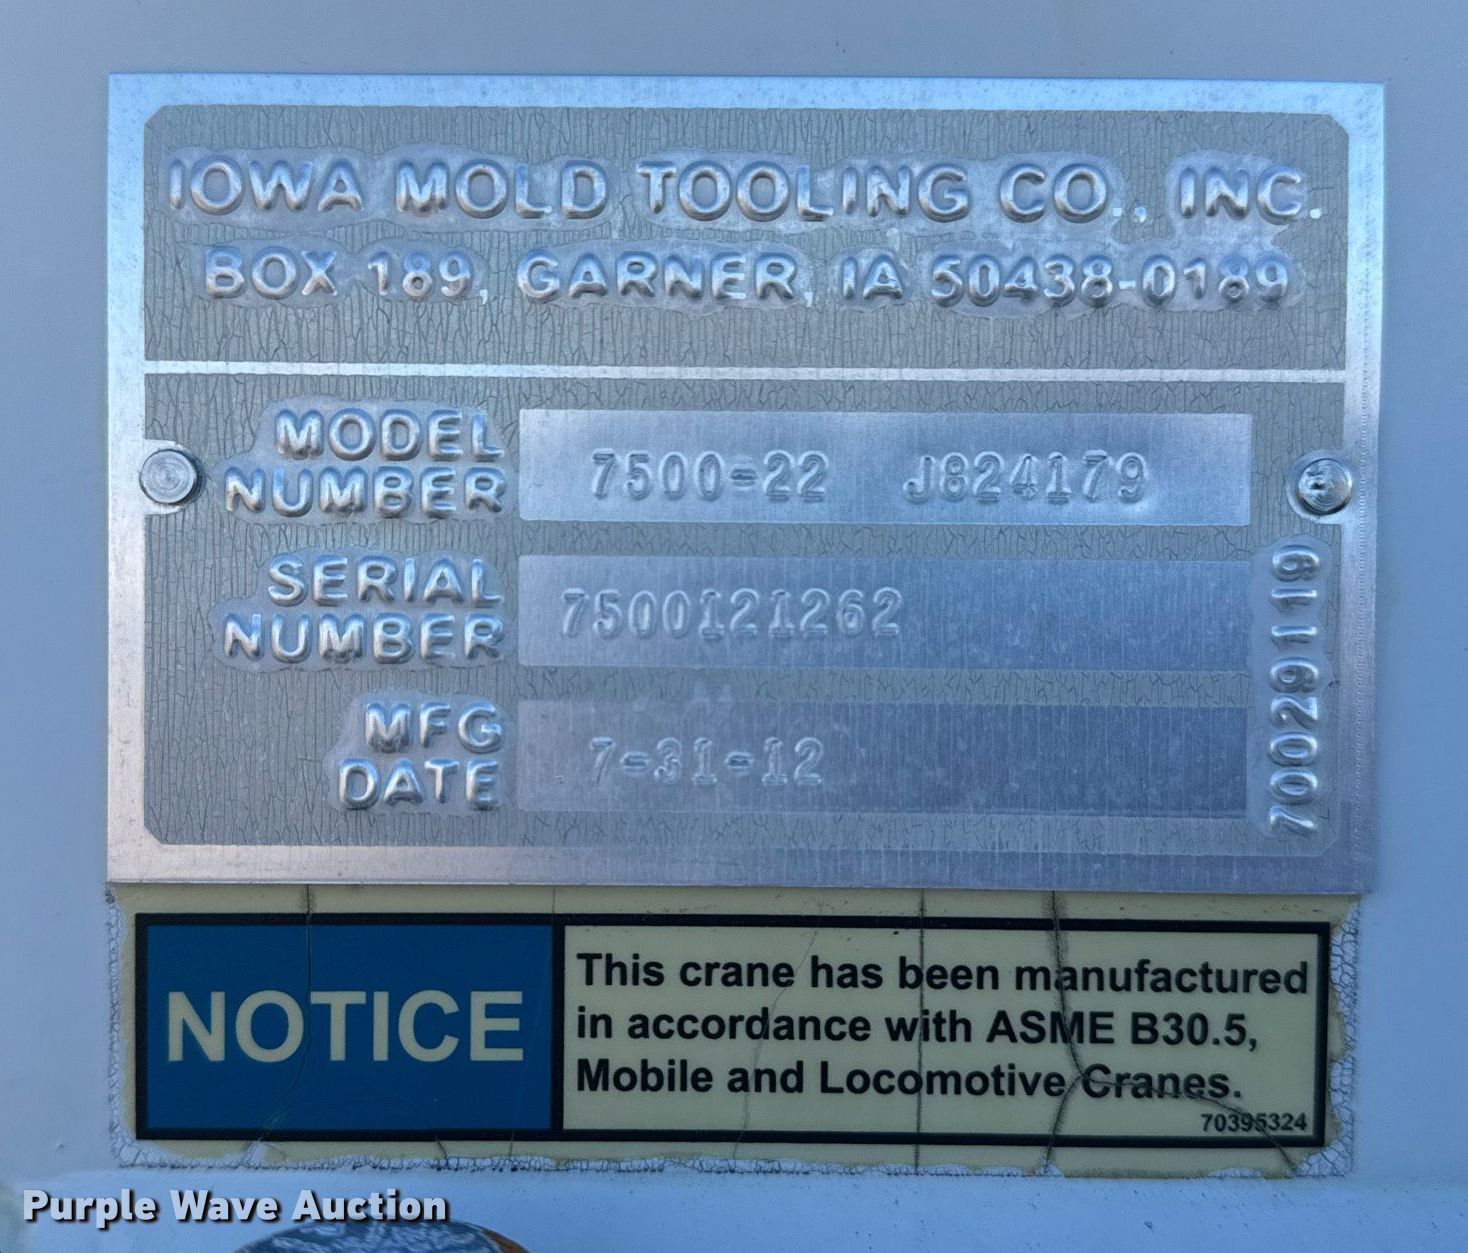 IOWA MOLD TOOLING CO., INC.
BOX 189, GARNER, IA 50438-0189
MODEL NUMBER 7500-22 J824179
SERIAL NUMBER 7500121262
MFG DATE 7-31-12
70029119
NOTICE
This crane has been manufactured
in accordance with ASME B30.5,
Mobile and Locomotive Cranes.
70395324
Purple Wave Auction